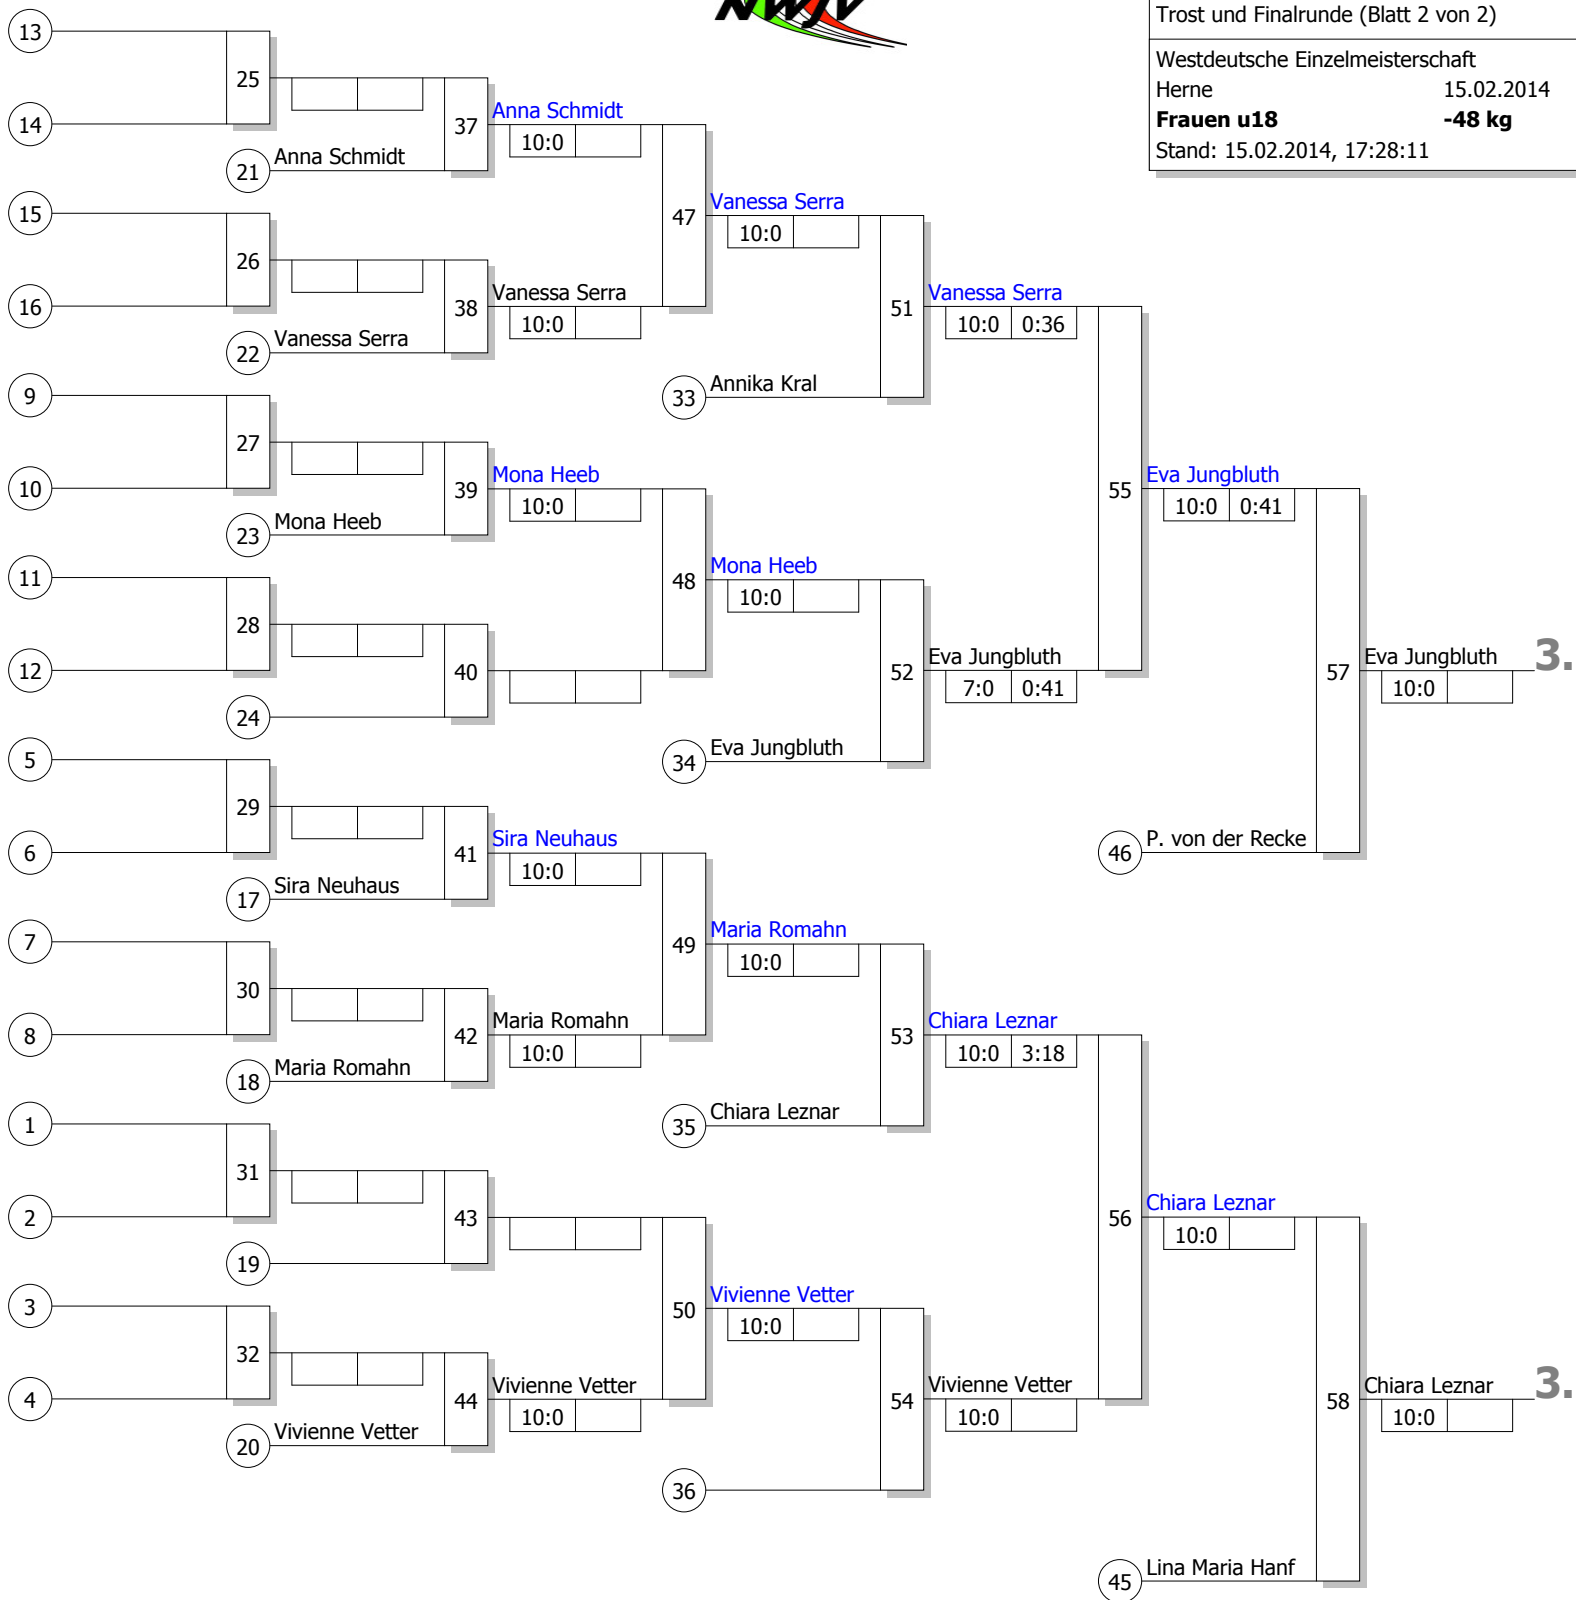 NWJV
Trost und Finalrunde (Blatt 2 von 2)
Westdeutsche Einzelmeisterschaft
Herne 15.02.2014
Frauen u18 -48 kg
Stand: 15.02.2014, 17:28:11
13
25
14
37
Anna Schmidt
10:0
21 Anna Schmidt
15
47
Vanessa Serra
10:0
26
16
38
Vanessa Serra
10:0
22 Vanessa Serra
51
Vanessa Serra
10:0 0:36
33 Annika Kral
9
27
10
39
Mona Heeb
10:0
23 Mona Heeb
55
Eva Jungbluth
10:0 0:41
11
48
Mona Heeb
10:0
28
12
40
24
52
Eva Jungbluth
7:0 0:41
34 Eva Jungbluth
57
Eva Jungbluth 3.
10:0
46 P. von der Recke
5
29
6
41
Sira Neuhaus
10:0
17 Sira Neuhaus
7
49
Maria Romahn
10:0
30
8
42
Maria Romahn
10:0
18 Maria Romahn
53
Chiara Leznar
10:0 3:18
35 Chiara Leznar
1
31
2
43
19
56
Chiara Leznar
10:0
3
50
Vivienne Vetter
10:0
32
4
44
Vivienne Vetter
10:0
20 Vivienne Vetter
54
Vivienne Vetter
10:0
36
58
Chiara Leznar 3.
10:0
45 Lina Maria Hanf